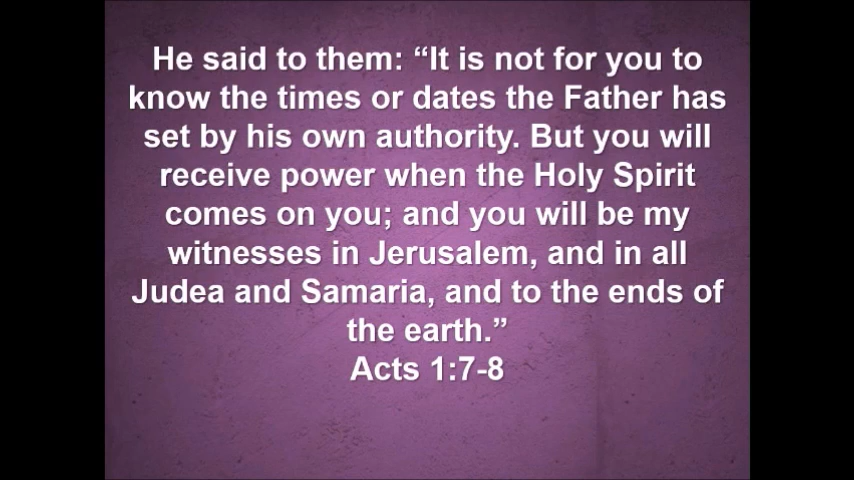 He said to them: “It is not for you to
know the times or dates the Father has
set by his own authority. But you will
receive power when the Holy Spirit
comes on you; and you will be my
witnesses in Jerusalem, and in all
Judea and Samaria, and to the ends of
the earth.”
Acts 1:7-8